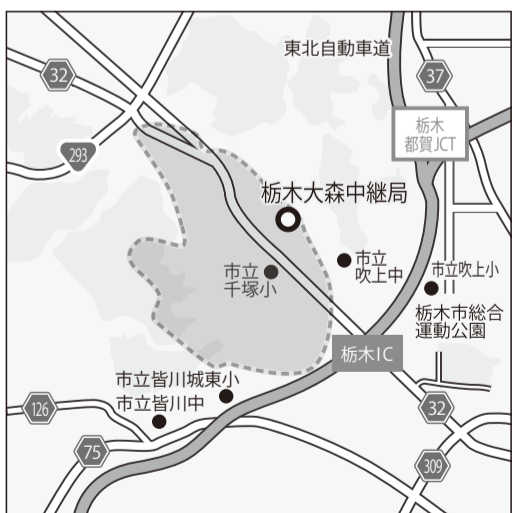 東北自動車道
32
37
栃木
都賀JCT
293
栃木大森中継局
市立
吹上中
市立
千塚小
市立吹上小
栃木市総合
運動公園
栃木IC
市立皆川城東小
市立皆川中
126
32
75
309